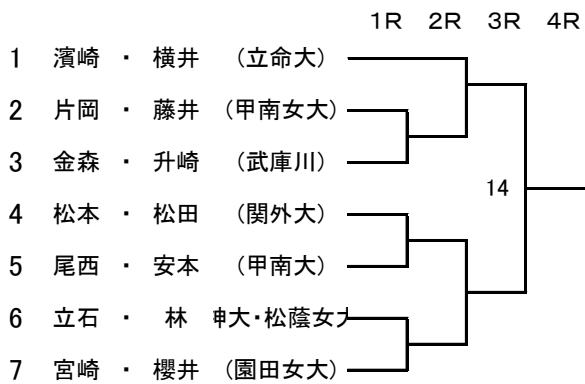 1R 2R 3R 4R
1 濱崎 ・ 横井 (立命大)
2 片岡 ・ 藤井 (甲南女大)
3 金森 ・ 升崎 (武庫川)
14
4 松本 ・ 松田 (関外大)
5 尾西 ・ 安本 (甲南大)
6 立石 ・ 林 大・松蔭女
7 宮崎 ・ 櫻井 (園田女大)